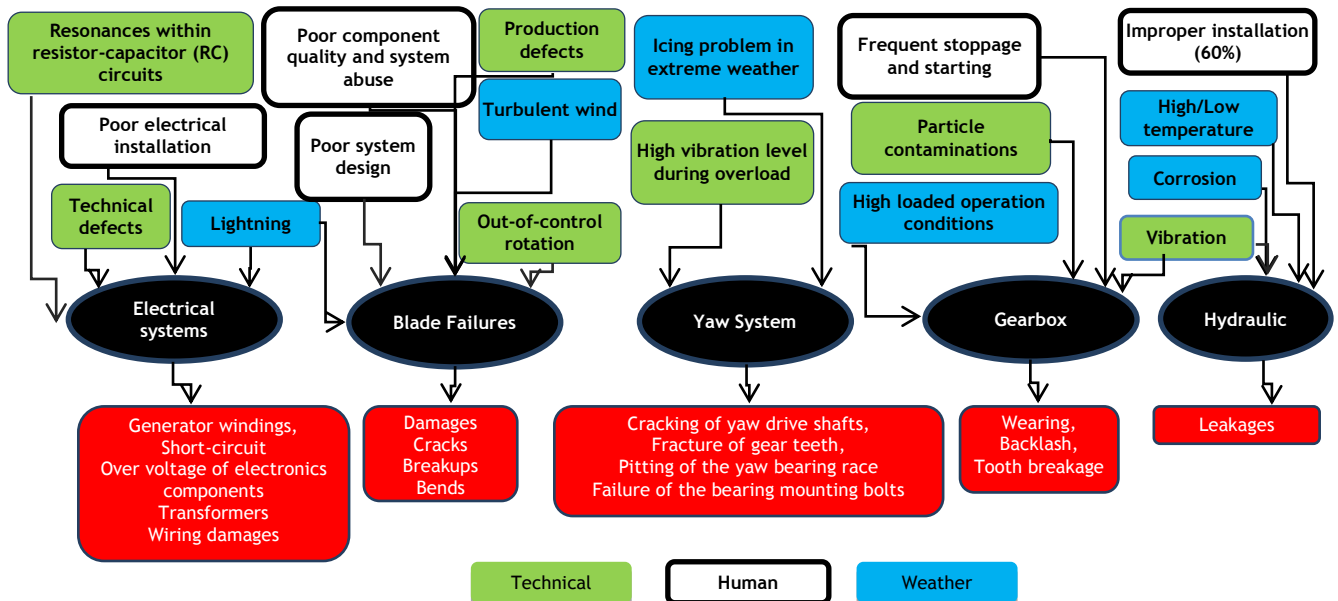 Resonances within
resistor-capacitor (RC)
circuits
Poor component
quality and system
abuse
Production
defects
Icing problem in
extreme weather
Frequent stoppage
and starting
Improper installation
(60%)
Poor electrical
installation
Poor system
design
Turbulent wind
High vibration level
during overload
Particle
contaminations
High/Low
temperature
Technical
defects
Lightning
Out-of-control
rotation
High loaded operation
conditions
Corrosion
Vibration
Electrical
systems
Blade Failures
Yaw System
Gearbox
Hydraulic
Generator windings,
Short-circuit
Over voltage of electronics
components
Transformers
Wiring damages
Damages
Cracks
Breakups
Bends
Cracking of yaw drive shafts,
Fracture of gear teeth,
Pitting of the yaw bearing race
Failure of the bearing mounting bolts
Wearing,
Backlash,
Tooth breakage
Leakages
Technical
Human
Weather